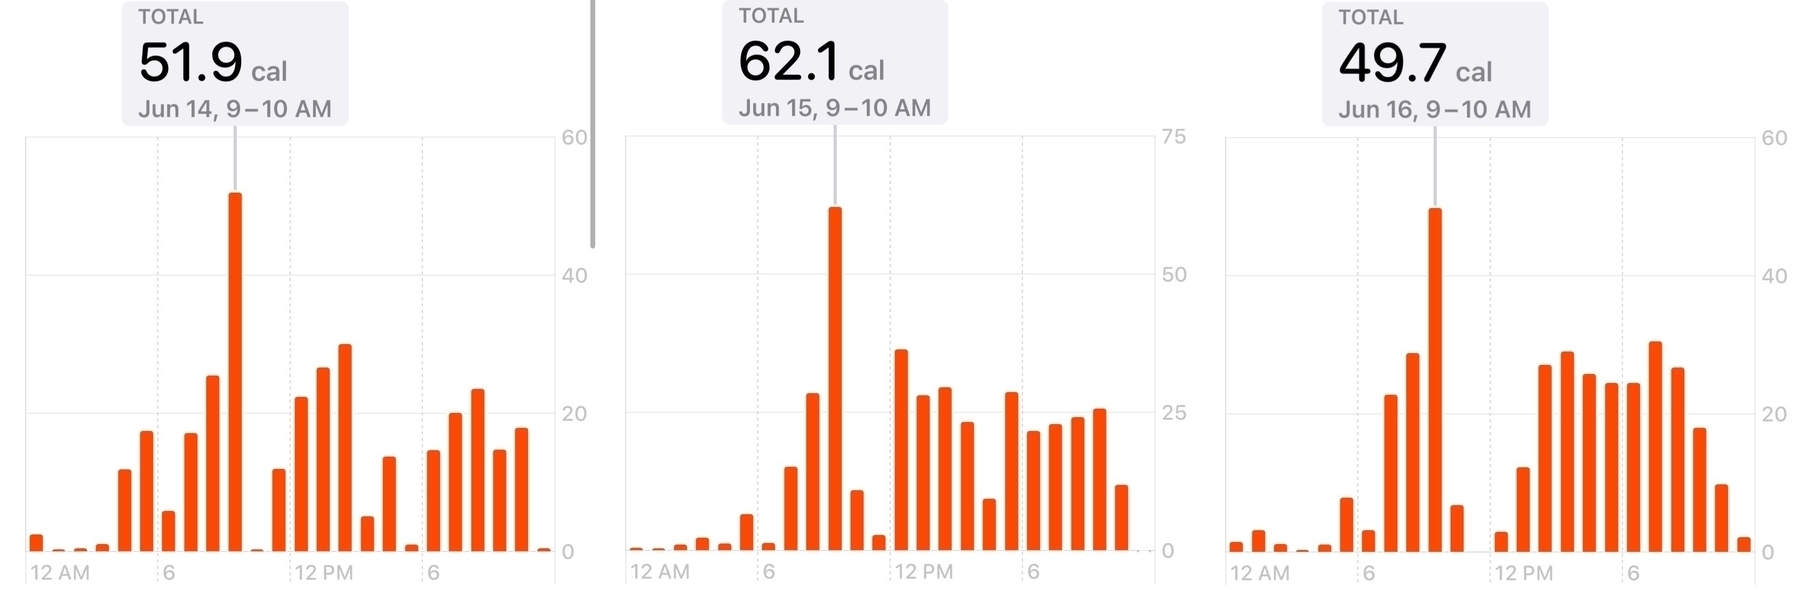 TOTAL
51.9 cal
Jun 14, 9–10 AM
60
40
20
0
12 AM
6
12 PM
6
TOTAL
62.1 cal
Jun 15, 9–10 AM
75
50
25
0
12 AM
6
12 PM
6
TOTAL
49.7 cal
Jun 16, 9–10 AM
60
40
20
0
12 AM
6
12 PM
6